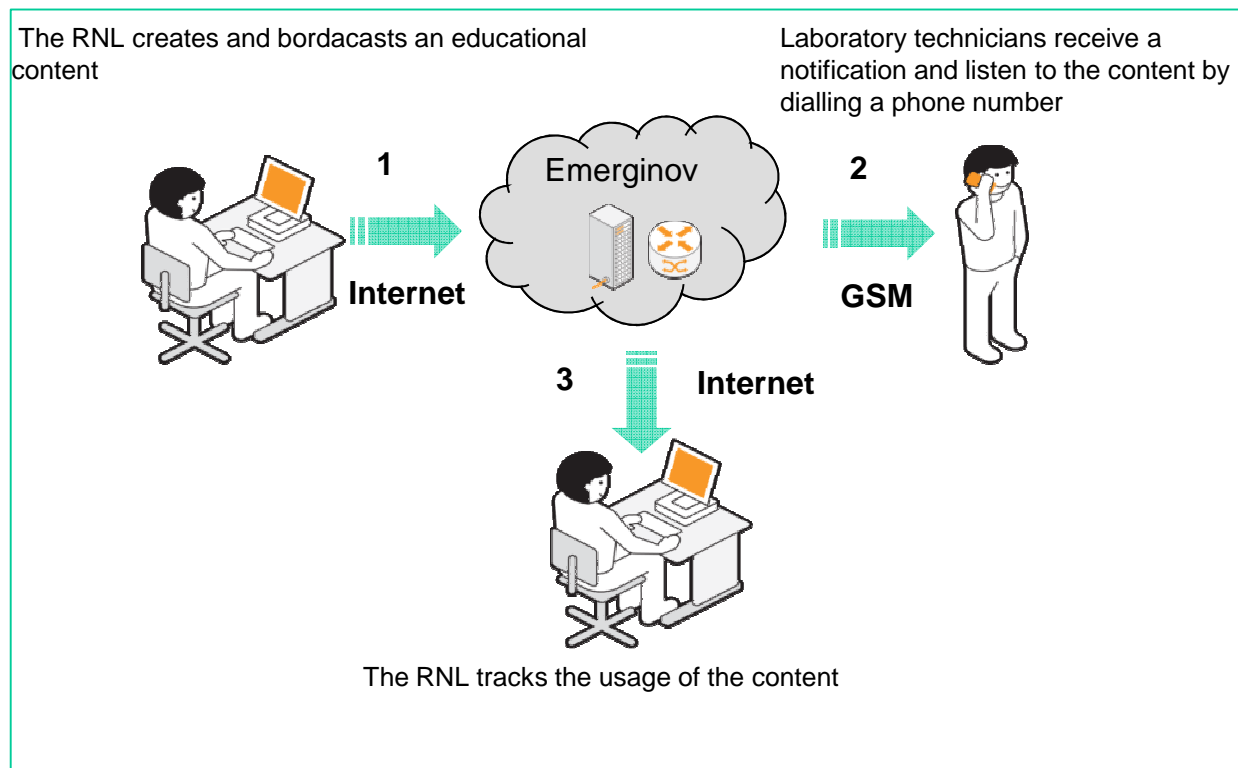 The RNL creates and bordacasts an educational
content
Laboratory technicians receive a
notification and listen to the content by
dialling a phone number
1
Internet
Emerginov
2
GSM
3
Internet
The RNL tracks the usage of the content